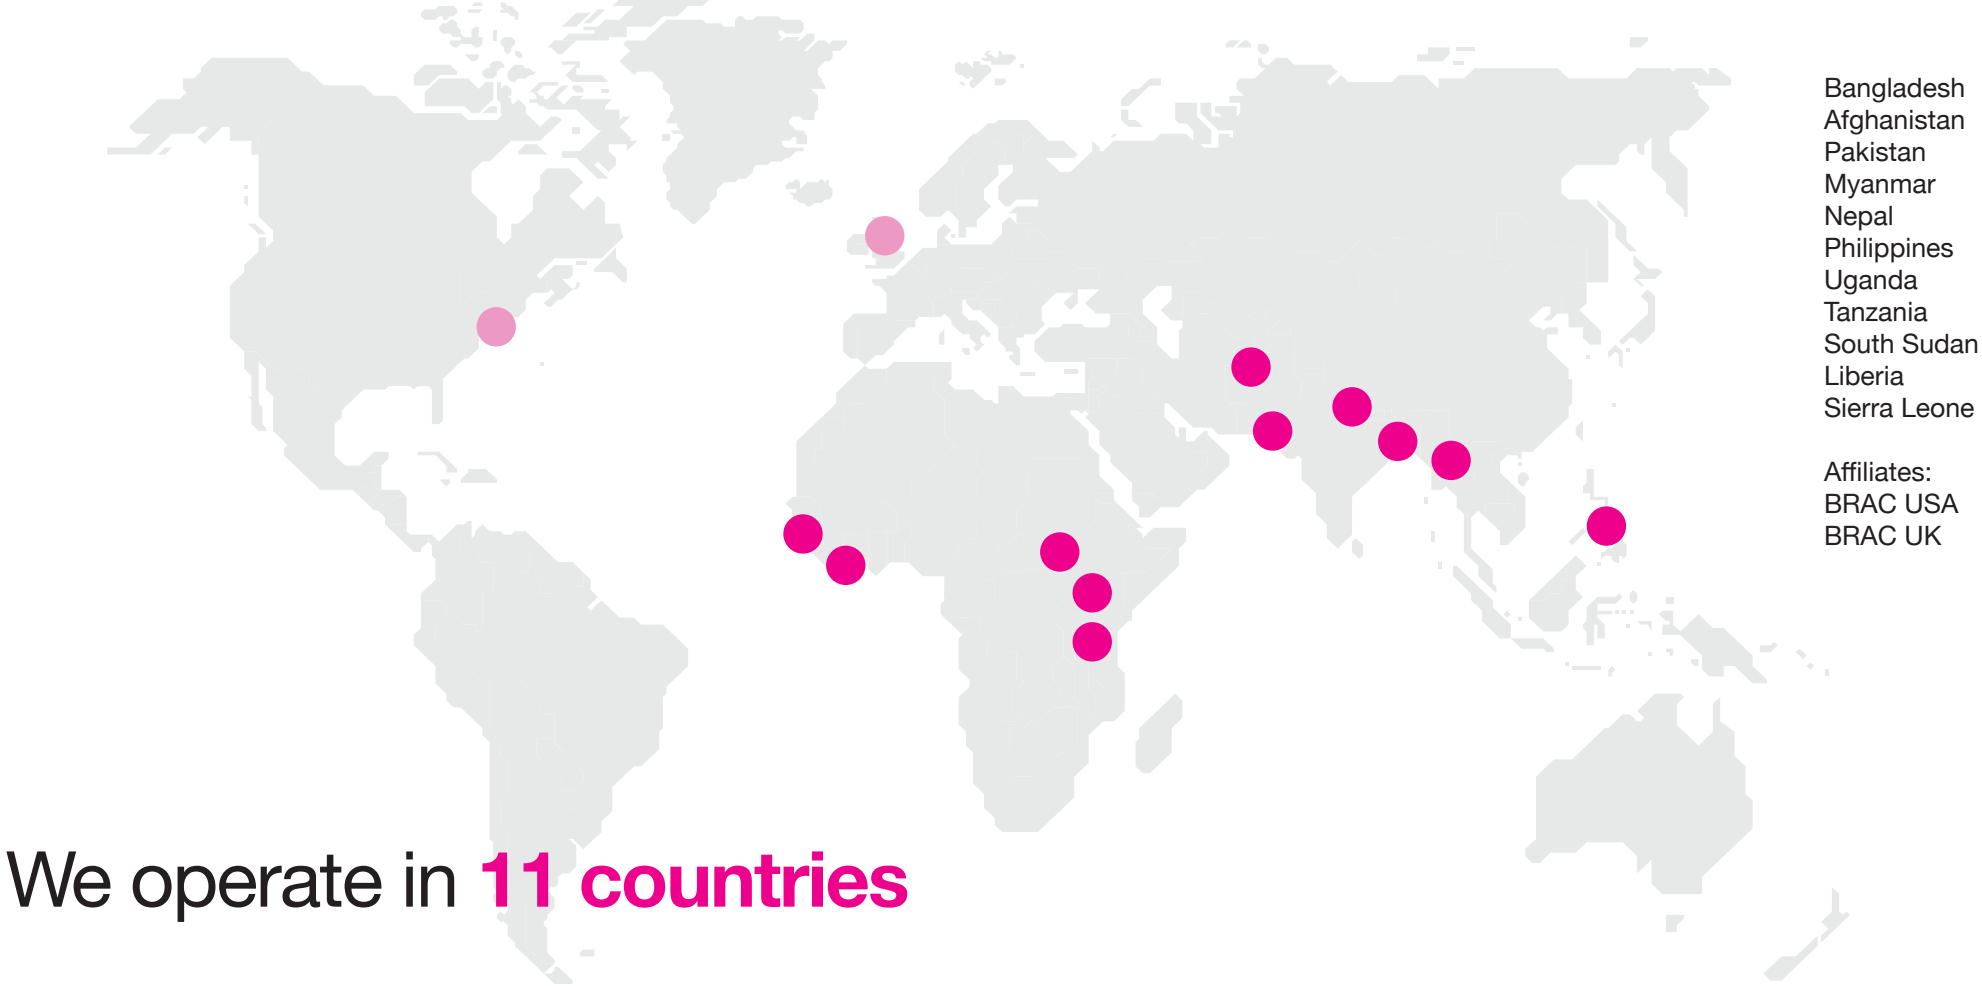 Bangladesh
Afghanistan
Pakistan
Myanmar
Nepal
Philippines
Uganda
Tanzania
South Sudan
Liberia
Sierra Leone
Affiliates:
BRAC USA
BRAC UK
We operate in 11 countries